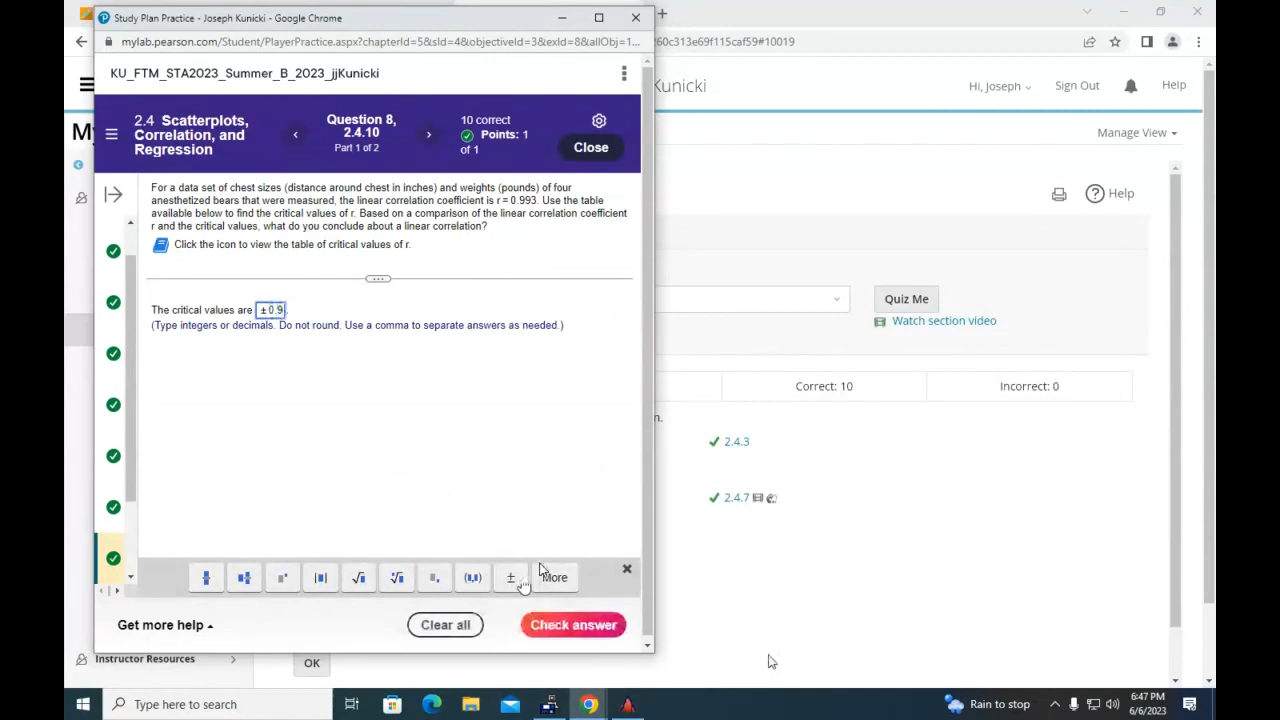 Study Plan Practice - Joseph Kunicki - Google Chrome
mylab.pearson.com/Student/PlayerPractice.aspx?chapterId=5&sId=4&objectiveId=3&exId=8&allObj=1...
260c313e69f115caf59#10019
KU_FTM_STA2023_Summer_B_2023_jjKunicki
Kunicki
Hi, Joseph
Sign Out
Help
My
Manage View
2.4 Scatterplots, Correlation, and Regression
Question 8, 2.4.10
Part 1 of 2
10 correct
Points: 1 of 1
Close
For a data set of chest sizes (distance around chest in inches) and weights (pounds) of four
anesthetized bears that were measured, the linear correlation coefficient is r = 0.993. Use the table
available below to find the critical values of r. Based on a comparison of the linear correlation coefficient
r and the critical values, what do you conclude about a linear correlation?
Click the icon to view the table of critical values of r.
The critical values are ± 0.9
(Type integers or decimals. Do not round. Use a comma to separate answers as needed.)
Help
Quiz Me
Watch section video
Correct: 10
Incorrect: 0
n.
2.4.3
2.4.7
± More
Get more help
Clear all
Check answer
Instructor Resources
OK
Type here to search
Rain to stop
6:47 PM
6/6/2023